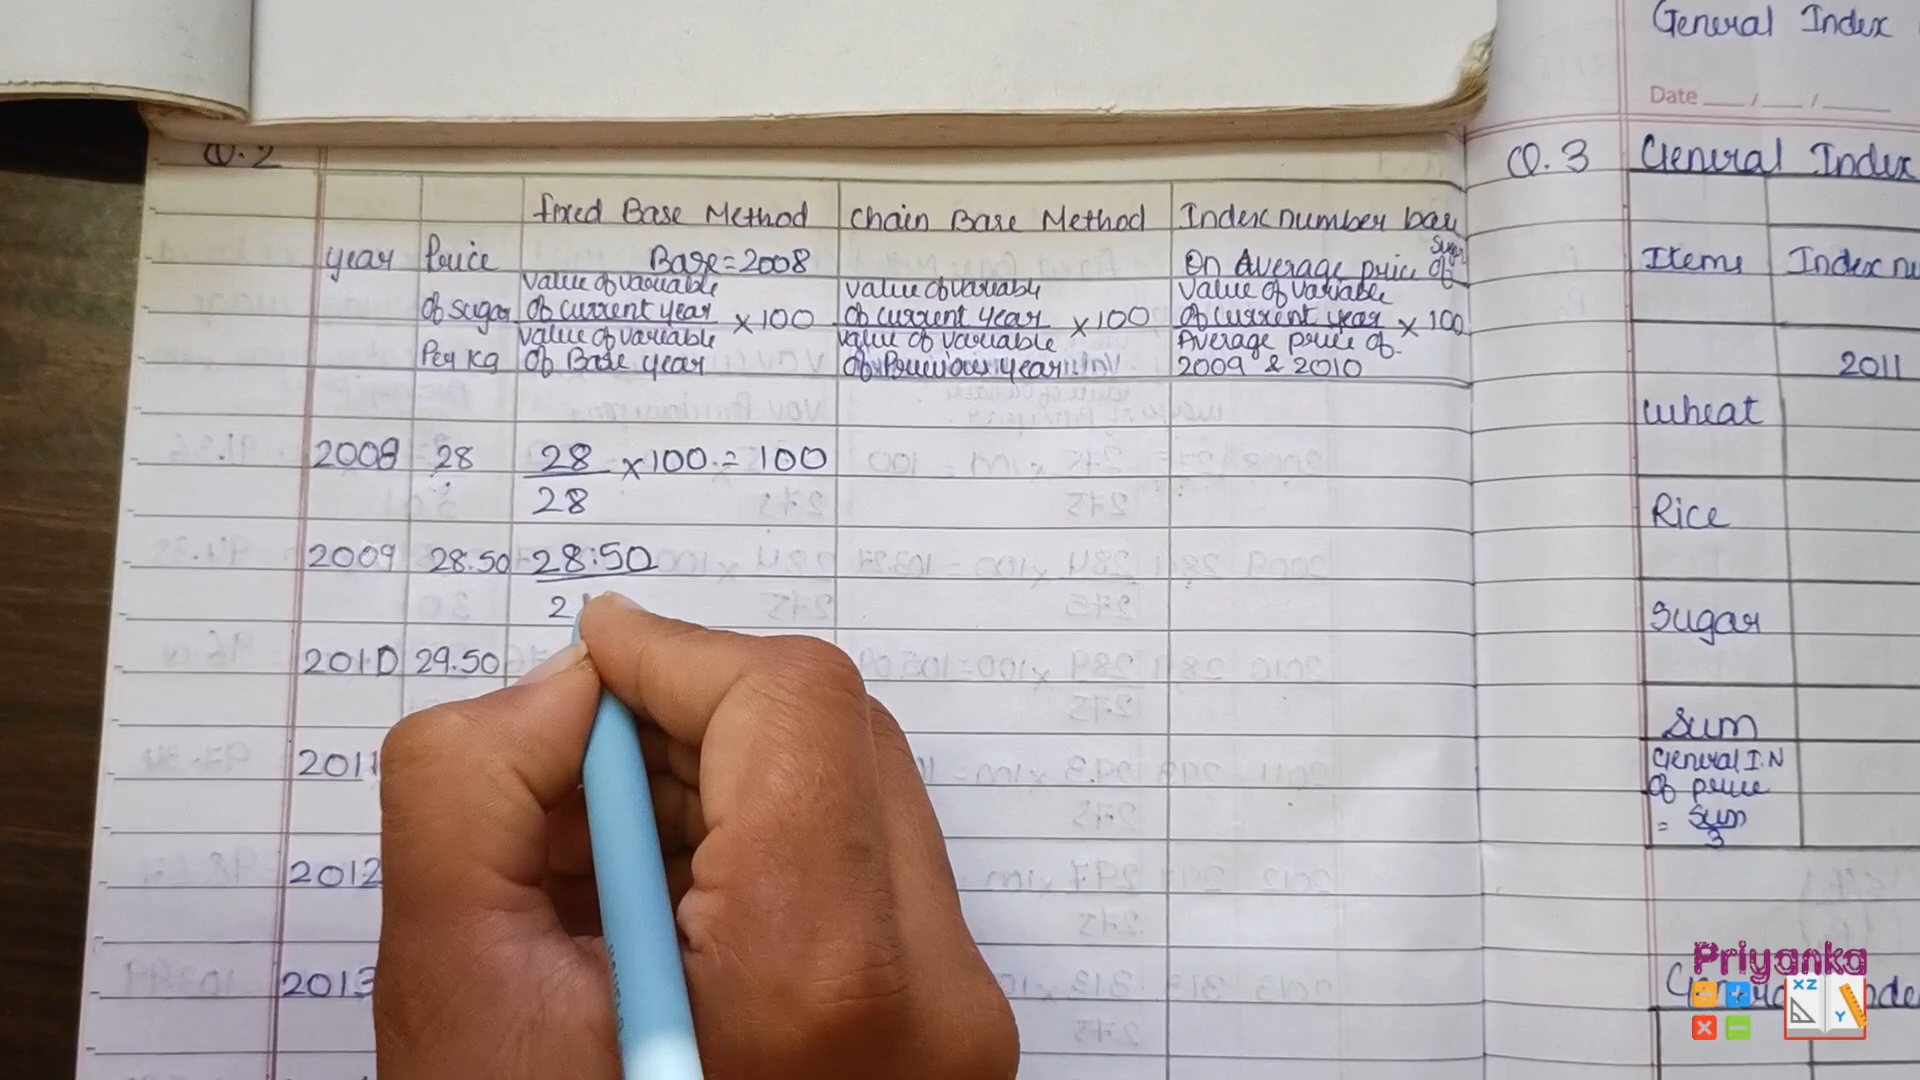 General Index
Date
Q.2
Q.3 General Index
fixed Base Method
Chain Base Method
Index number bas
year Price
Base = 2008
On Average price of
Sugar
Items
value of variable
value of variable
value of variable
of sugar
of current year × 100
of current year × 100
of current year × 100
value of variable
value of variable
Average price of
Per Kg
of Base year
of Previous year
2009 & 2010
2011
Wheat
2008 28 28 × 100 = 100
28
Rice
2009 28.50 28.50
2
Sugar
2010 29.50
Sum
2011
General I.N
of price
= Sum
3
2012
2013
Priyanka
XZ
Y